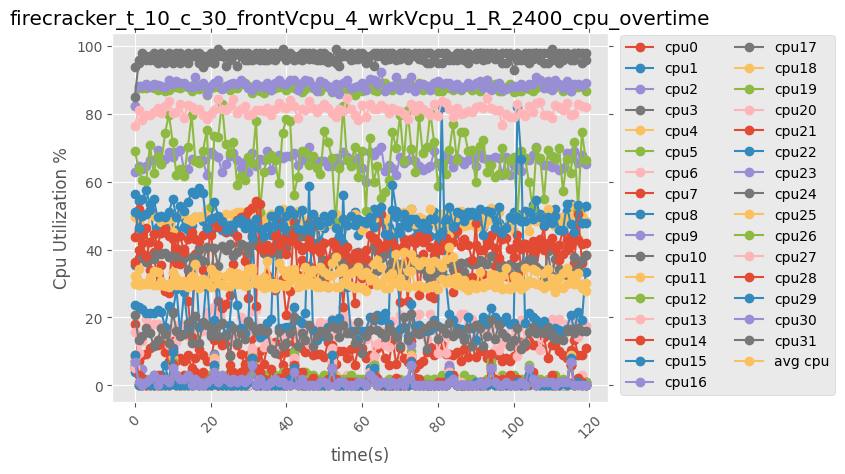 firecracker_t_10_c_30_frontVcpu_4_wrkVcpu_1_R_2400_cpu_overtime
Cpu Utilization %
100
80
60
40
20
0
0
20
40
60
80
100
120
time(s)
cpu0
cpu1
cpu2
cpu3
cpu4
cpu5
cpu6
cpu7
cpu8
cpu9
cpu10
cpu11
cpu12
cpu13
cpu14
cpu15
cpu16
cpu17
cpu18
cpu19
cpu20
cpu21
cpu22
cpu23
cpu24
cpu25
cpu26
cpu27
cpu28
cpu29
cpu30
cpu31
avg cpu